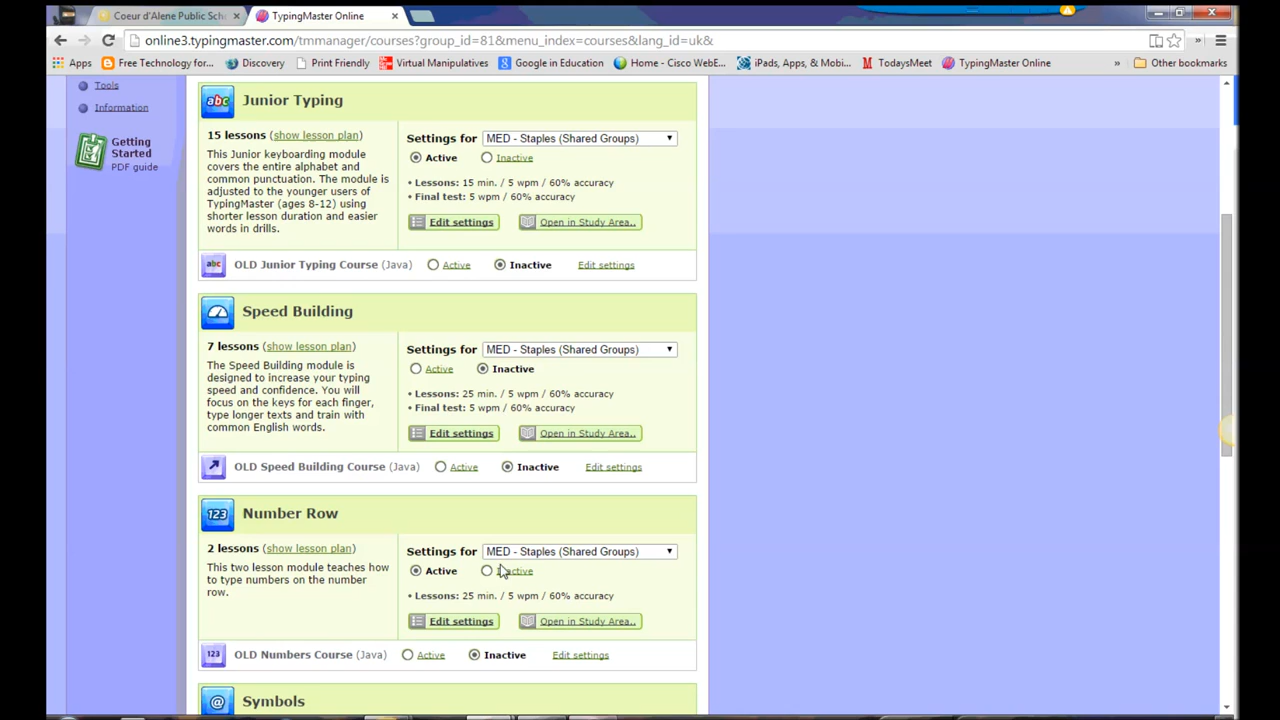 Coeur d'Alene Public Sch
TypingMaster Online
online3.typingmaster.com/tmmanager/courses?group_id=81&menu_index=courses&lang_id=uk&
Apps
Free Technology for...
Discovery
Print Friendly
Virtual Manipulatives
Google in Education
Home - Cisco WebE...
iPads, Apps, & Mobi...
TodaysMeet
TypingMaster Online
»
Other bookmarks
Tools
Information
Getting
Started
PDF guide
abc
Junior Typing
15 lessons (show lesson plan)
This Junior keyboarding module
covers the entire alphabet and
common punctuation. The module is
adjusted to the younger users of
TypingMaster (ages 8-12) using
shorter lesson duration and easier
words in drills.
Settings for MED - Staples (Shared Groups)
Active Inactive
• Lessons: 15 min. / 5 wpm / 60% accuracy
• Final test: 5 wpm / 60% accuracy
Edit settings Open in Study Area..
abc OLD Junior Typing Course (Java) Active Inactive Edit settings
Speed Building
7 lessons (show lesson plan)
The Speed Building module is
designed to increase your typing
speed and confidence. You will
focus on the keys for each finger,
type longer texts and train with
common English words.
Settings for MED - Staples (Shared Groups)
Active Inactive
• Lessons: 25 min. / 5 wpm / 60% accuracy
• Final test: 5 wpm / 60% accuracy
Edit settings Open in Study Area..
OLD Speed Building Course (Java) Active Inactive Edit settings
123
Number Row
2 lessons (show lesson plan)
This two lesson module teaches how
to type numbers on the number
row.
Settings for MED - Staples (Shared Groups)
Active Inactive
• Lessons: 25 min. / 5 wpm / 60% accuracy
Edit settings Open in Study Area..
123 OLD Numbers Course (Java) Active Inactive Edit settings
@
Symbols